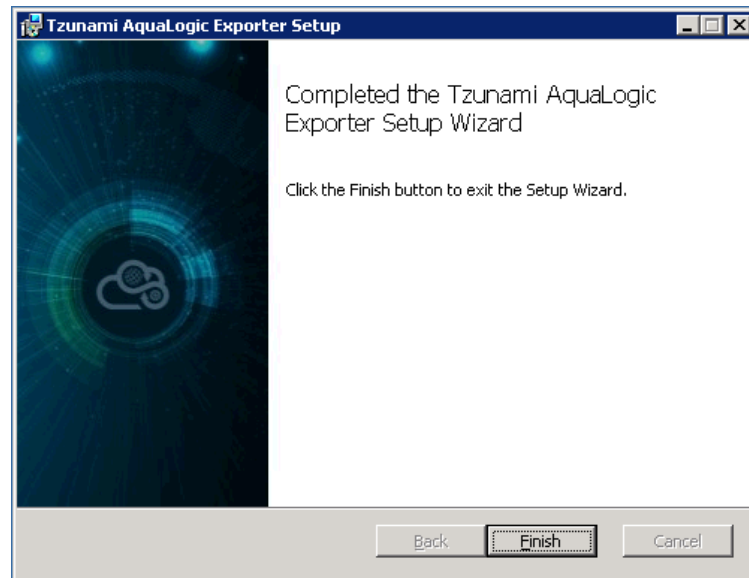 Tzunami AquaLogic Exporter Setup
Completed the Tzunami AquaLogic
Exporter Setup Wizard
Click the Finish button to exit the Setup Wizard.
Back Finish Cancel